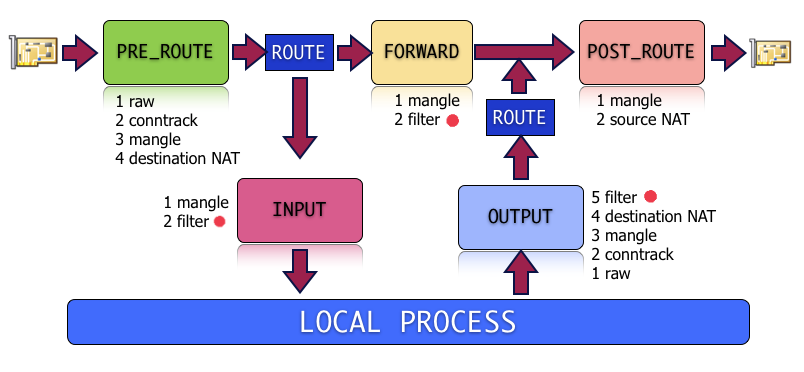 PRE_ROUTE
ROUTE
FORWARD
POST_ROUTE
1 raw
2 conntrack
3 mangle
4 destination NAT
1 mangle
2 filter
1 mangle
2 source NAT
ROUTE
1 mangle
2 filter
INPUT
OUTPUT
5 filter
4 destination NAT
3 mangle
2 conntrack
1 raw
LOCAL PROCESS